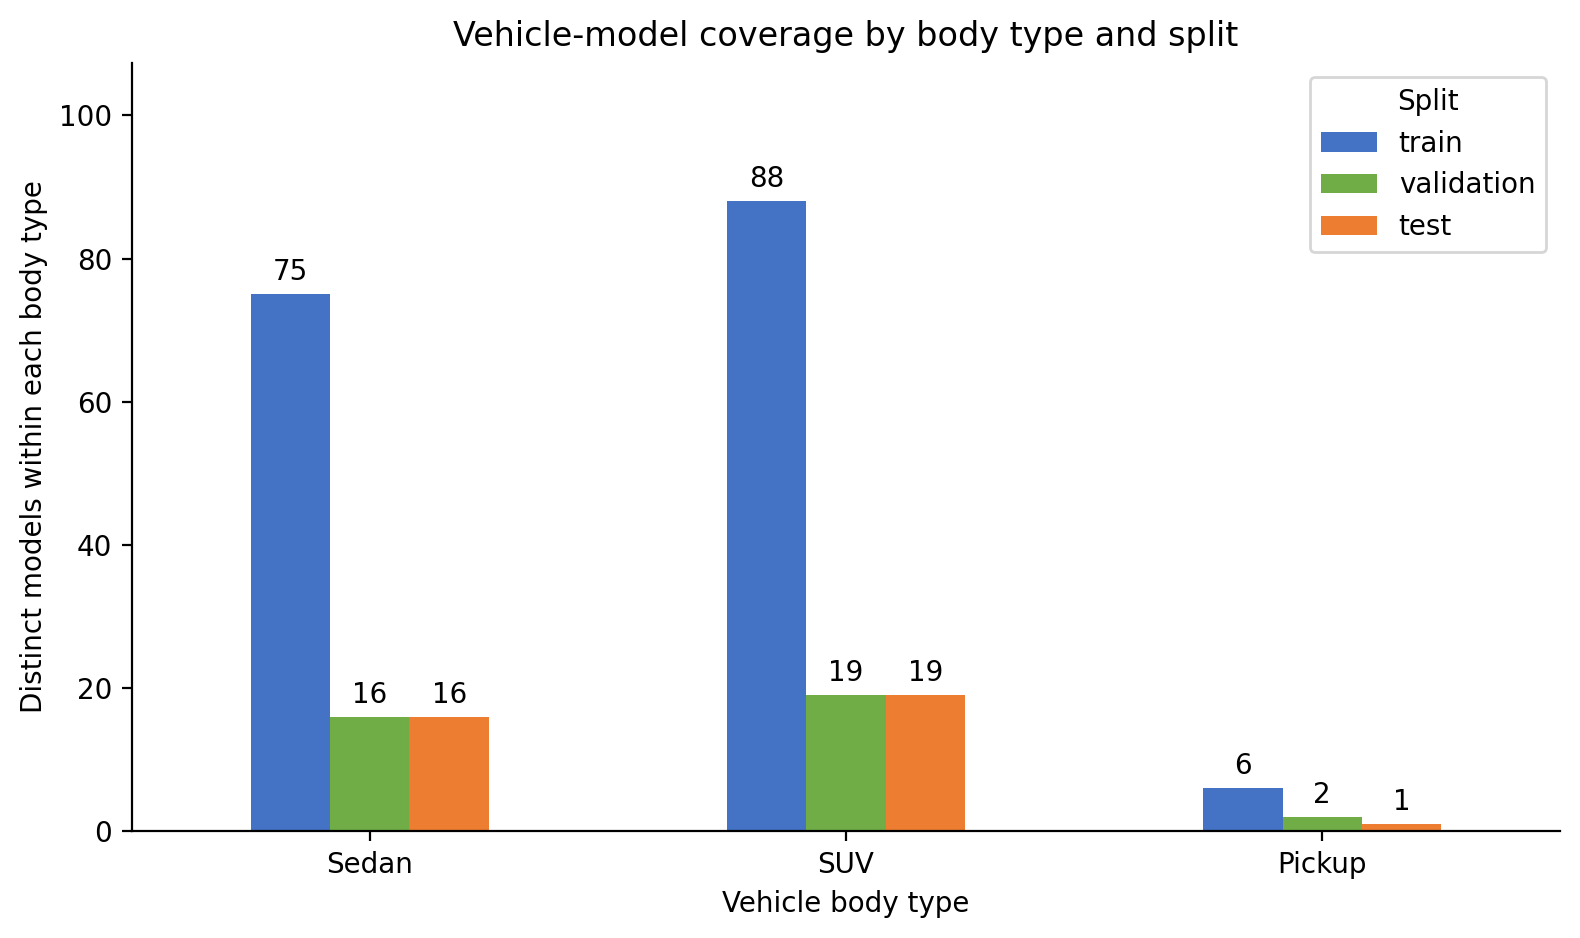 Vehicle-model coverage by body type and split
Distinct models within each body type
100
80
60
40
20
0
Split
train
validation
test
75
16
16
88
19
19
6
2
1
Sedan
SUV
Pickup
Vehicle body type